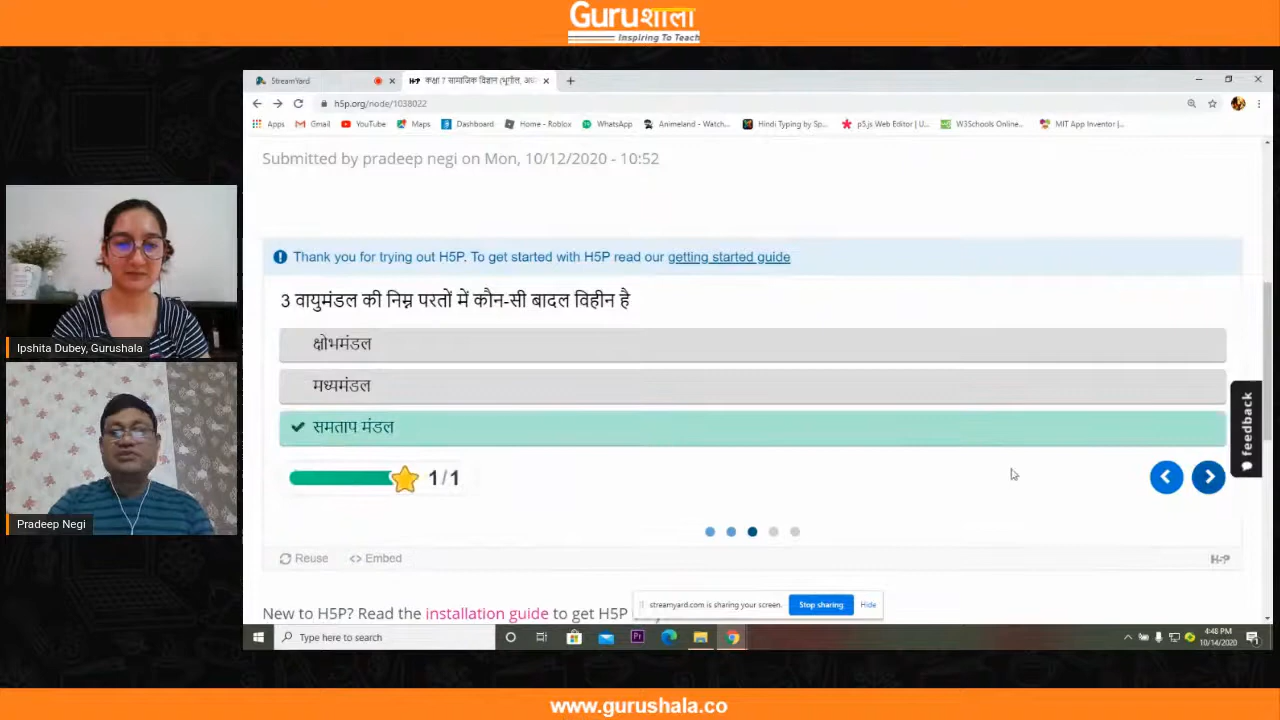 Guruशाला
Inspiring To Teach
StreamYard
H-P कक्षा 7 सामाजिक विज्ञान (भूगोल, अध्
h5p.org/node/1038022
Apps Gmail YouTube Maps Dashboard Home - Roblox WhatsApp Animeland - Watch... Hindi Typing by Sp... p5.js Web Editor | U... W3Schools Online... MIT App Inventor |...
Submitted by pradeep negi on Mon, 10/12/2020 - 10:52
Thank you for trying out H5P. To get started with H5P read our getting started guide
3 वायुमंडल की निम्न परतों में कौन-सी बादल विहीन है
क्षोभमंडल
मध्यमंडल
समताप मंडल
1/1
feedback
Ipshita Dubey, Gurushala
Pradeep Negi
Reuse <> Embed H-P
New to H5P? Read the installation guide to get H5P
streamyard.com is sharing your screen. Stop sharing Hide
Type here to search
Pr
4:48 PM
10/14/2020
www.gurushala.co